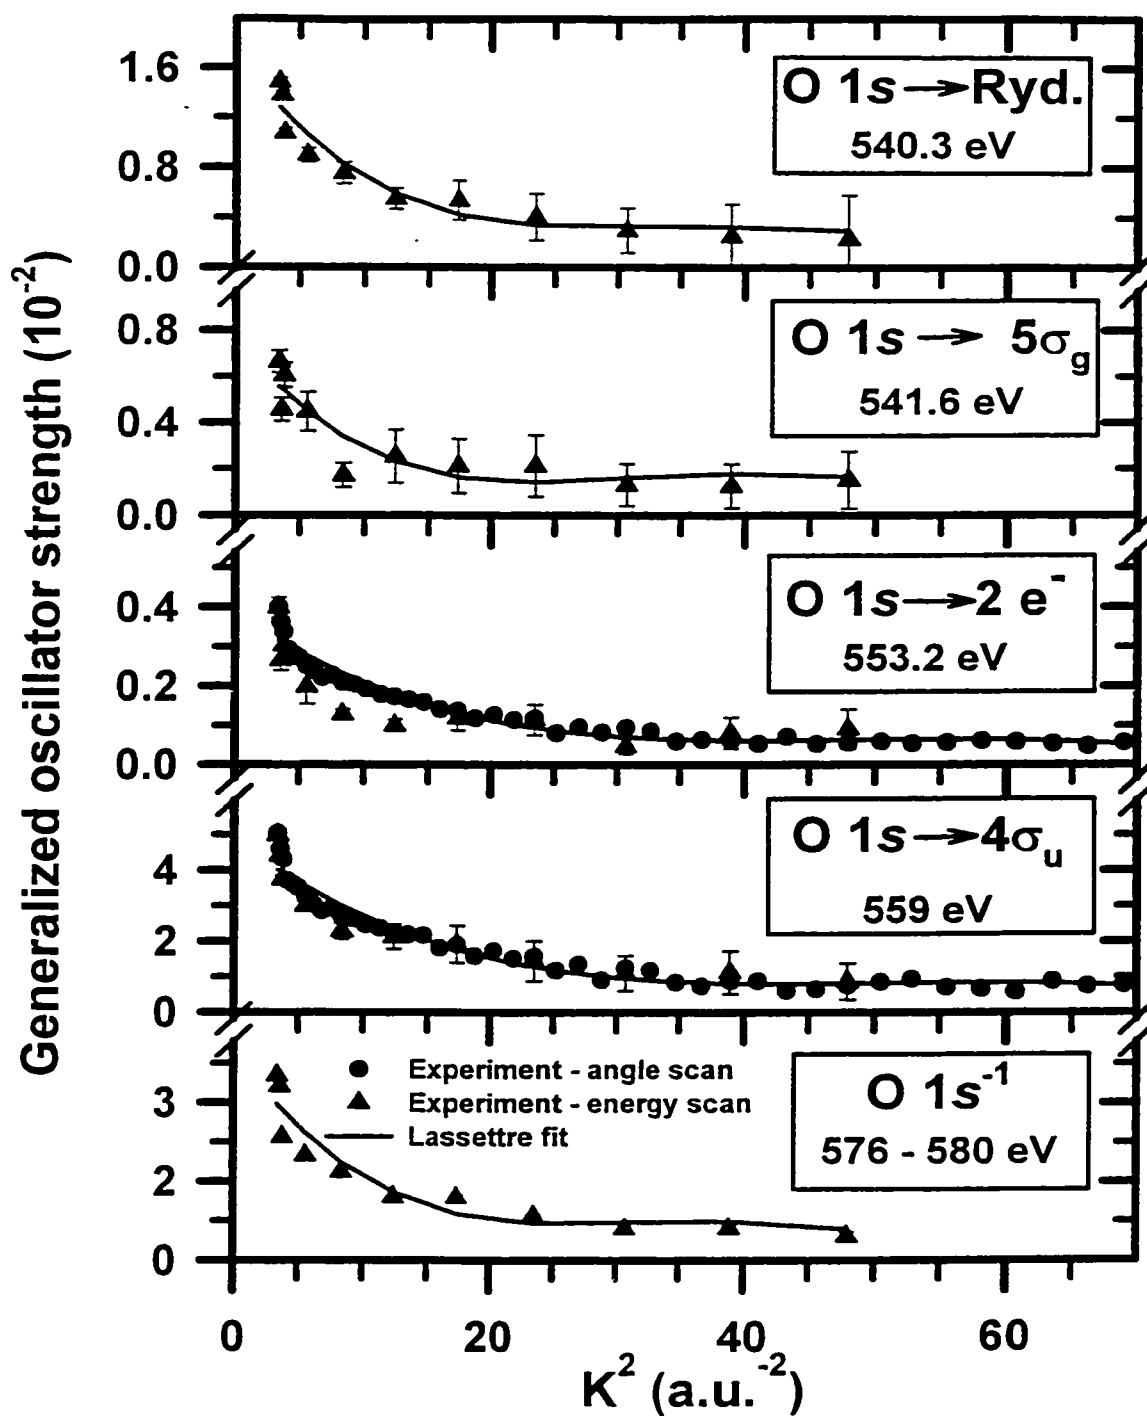 Generalized oscillator strength (10⁻²)
1.6
0.8
0.0
O 1s → Ryd.
540.3 eV
0.8
0.4
0.0
O 1s → 5σg
541.6 eV
0.4
0.2
0.0
O 1s → 2 e⁻
553.2 eV
4
2
0
O 1s → 4σu
559 eV
3
2
0
Experiment - angle scan
Experiment - energy scan
Lassettre fit
O 1s⁻¹
576 - 580 eV
0 20 40 60
K² (a.u.⁻²)